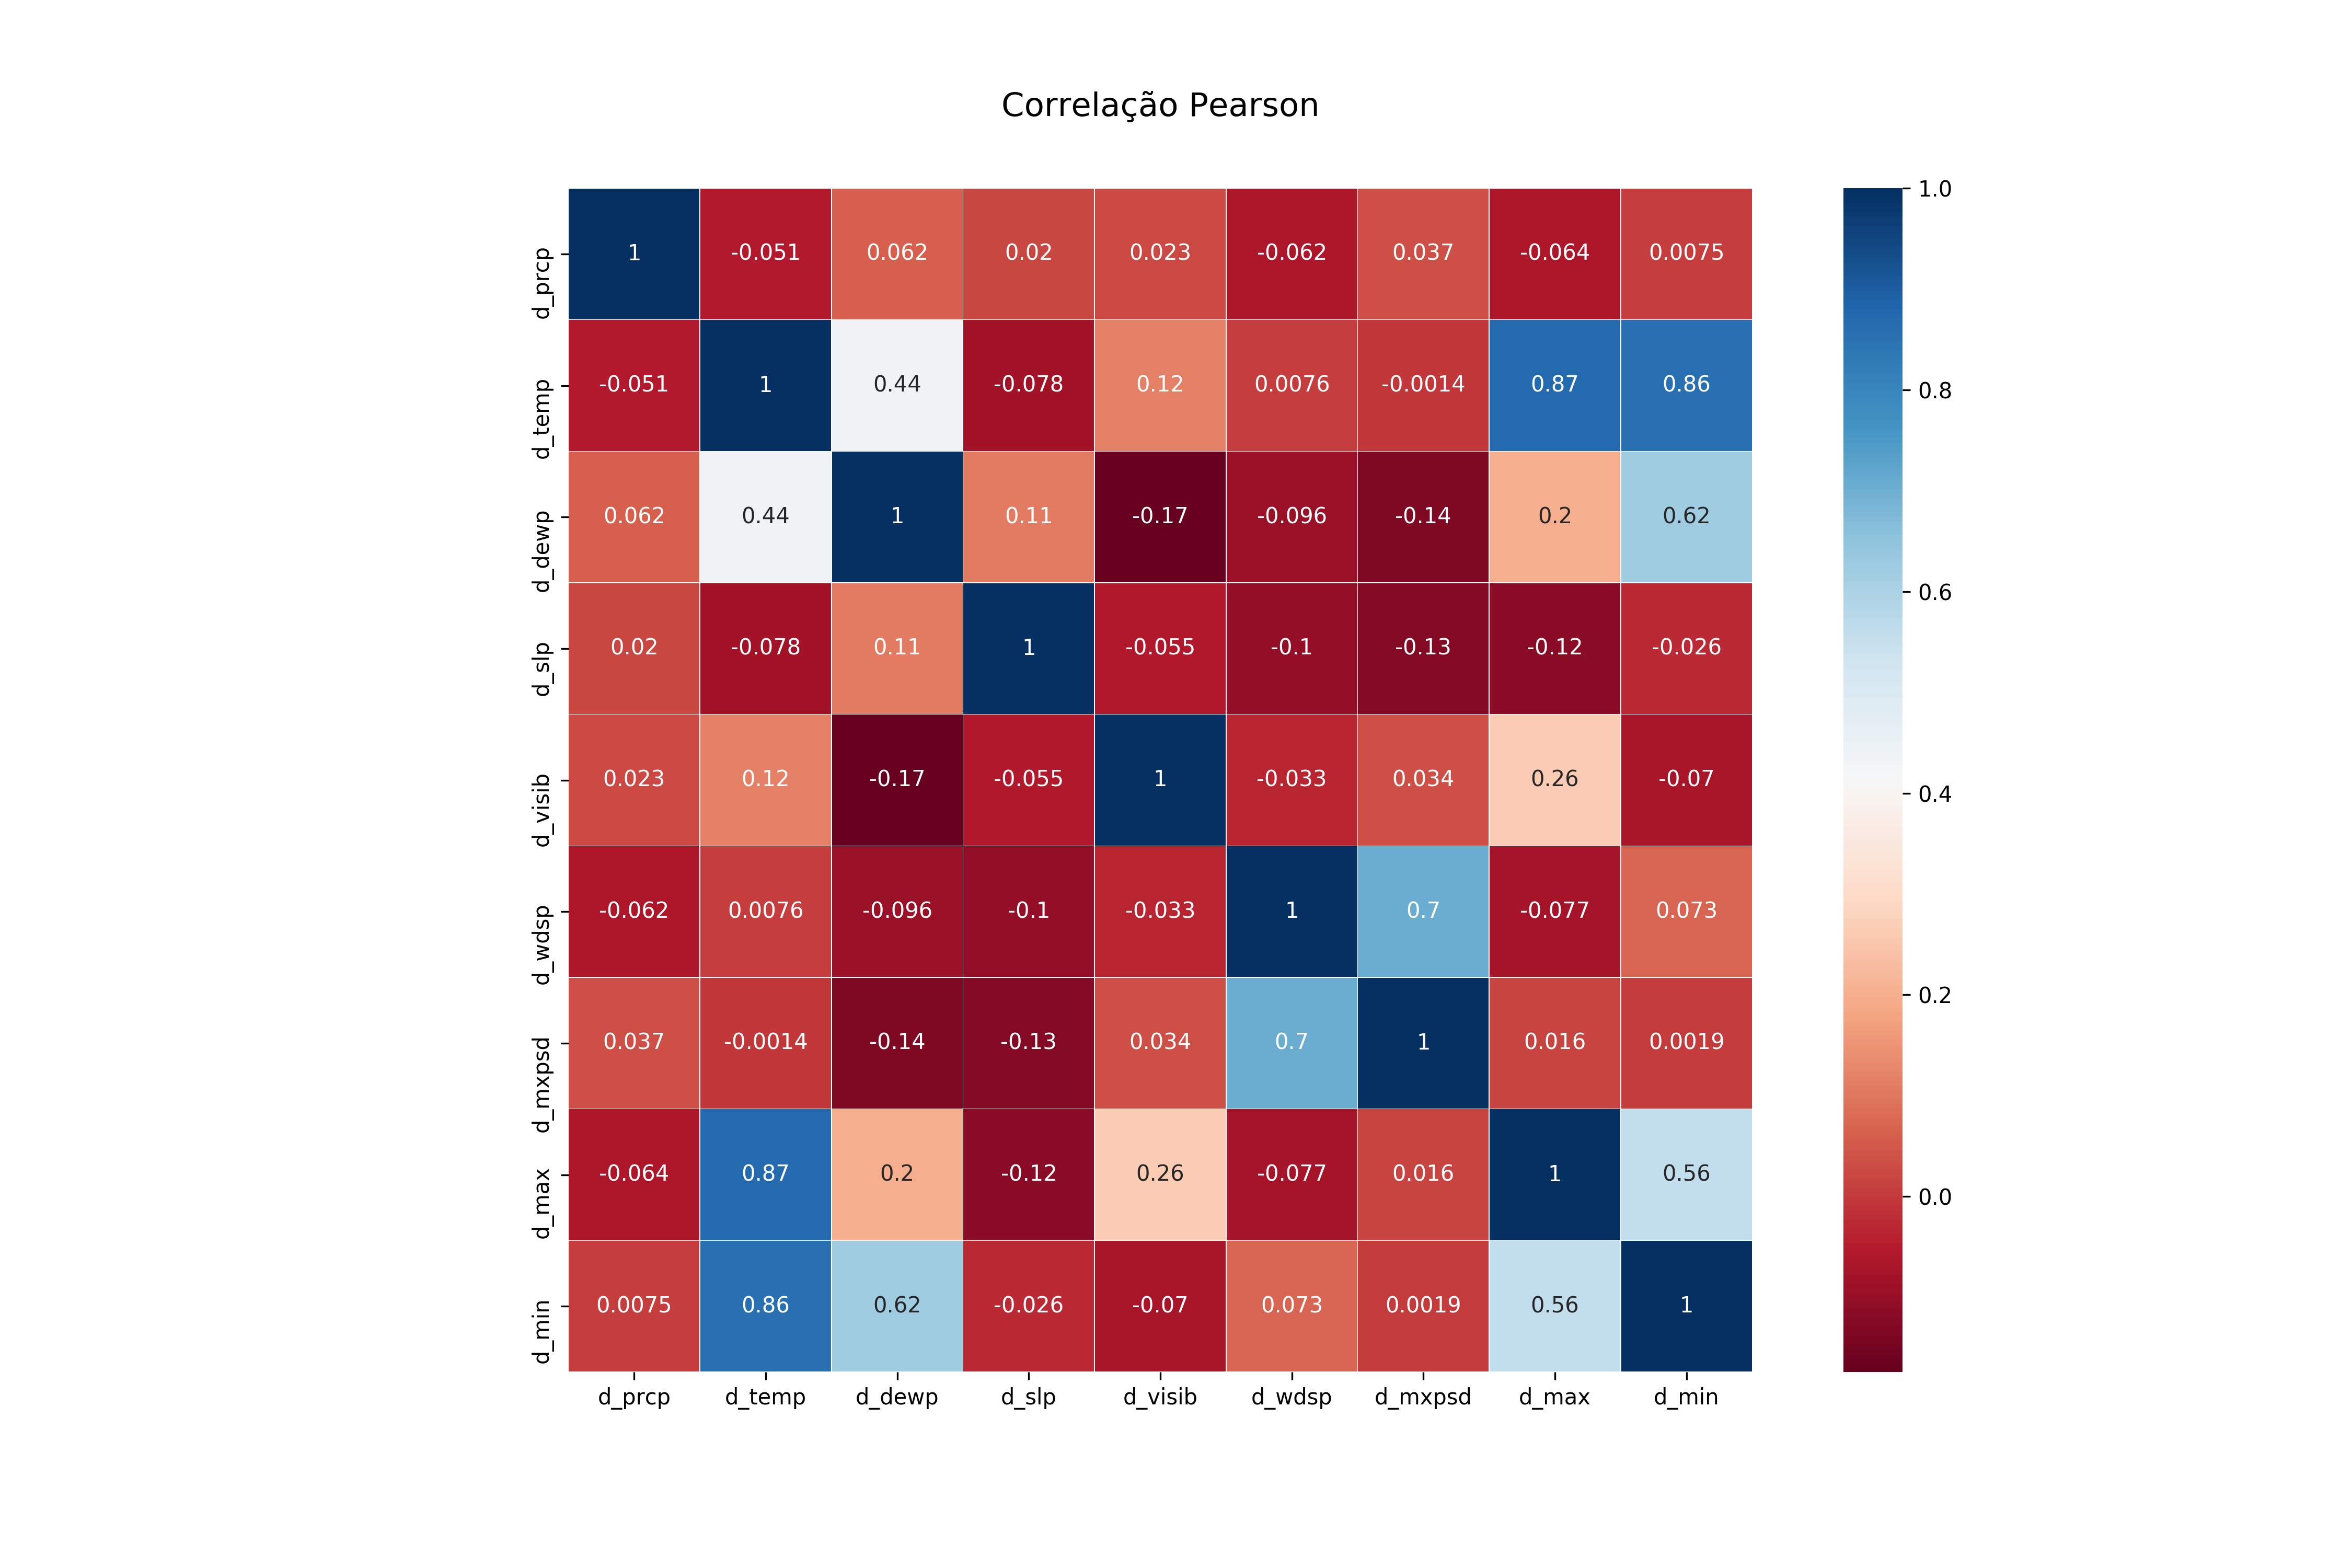 Correlação Pearson
d_prcp 1 -0.051 0.062 0.02 0.023 -0.062 0.037 -0.064 0.0075
d_temp -0.051 1 0.44 -0.078 0.12 0.0076 -0.0014 0.87 0.86
d_dewp 0.062 0.44 1 0.11 -0.17 -0.096 -0.14 0.2 0.62
d_slp 0.02 -0.078 0.11 1 -0.055 -0.1 -0.13 -0.12 -0.026
d_visib 0.023 0.12 -0.17 -0.055 1 -0.033 0.034 0.26 -0.07
d_wdsp -0.062 0.0076 -0.096 -0.1 -0.033 1 0.7 -0.077 0.073
d_mxpsd 0.037 -0.0014 -0.14 -0.13 0.034 0.7 1 0.016 0.0019
d_max -0.064 0.87 0.2 -0.12 0.26 -0.077 0.016 1 0.56
d_min 0.0075 0.86 0.62 -0.026 -0.07 0.073 0.0019 0.56 1
d_prcp d_temp d_dewp d_slp d_visib d_wdsp d_mxpsd d_max d_min
1.0
0.8
0.6
0.4
0.2
0.0